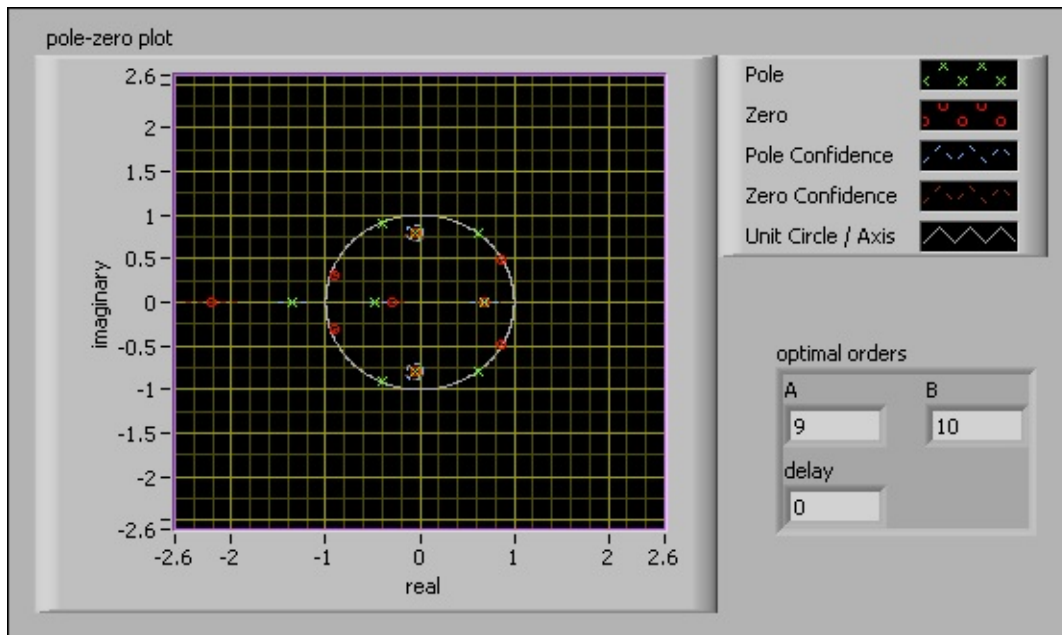 pole-zero plot
2.6
2
1.5
1
0.5
0
-0.5
-1
-1.5
-2
-2.6
imaginary
-2.6 -2 -1 0 1 2 2.6
real
Pole
Zero
Pole Confidence
Zero Confidence
Unit Circle / Axis
optimal orders
A B
9 10
delay
0